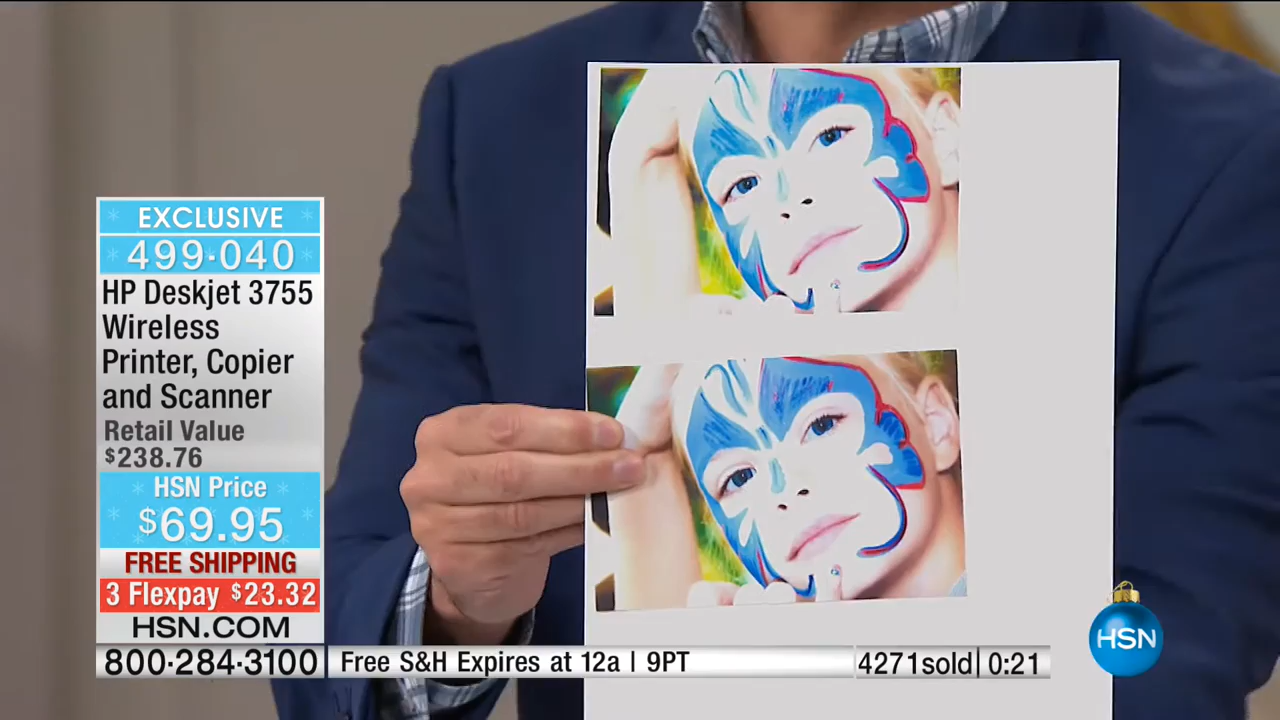 EXCLUSIVE
499·040
HP Deskjet 3755
Wireless
Printer, Copier
and Scanner
Retail Value
$238.76
HSN Price
$69.95
FREE SHIPPING
3 Flexpay $23.32
HSN.COM
800·284·3100
Free S&H Expires at 12a | 9PT
4271sold| 0:21
HSN